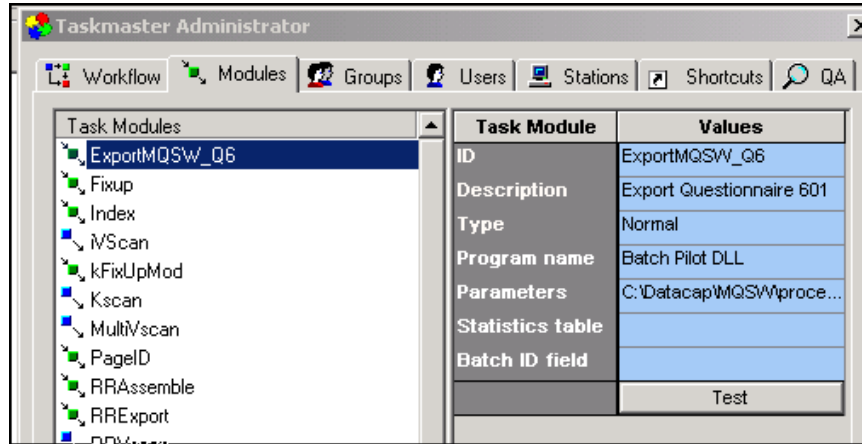 Taskmaster Administrator
Workflow Modules Groups Users Stations Shortcuts QA
Task Modules
ExportMQSW_Q6
Fixup
Index
iVScan
kFixUpMod
Kscan
MultiVscan
PageID
RRAssemble
RRExport
Task Module Values
ID ExportMQSW_Q6
Description Export Questionnaire 601
Type Normal
Program name Batch Pilot DLL
Parameters C:\Datacap\MQSW\proce...
Statistics table
Batch ID field
Test